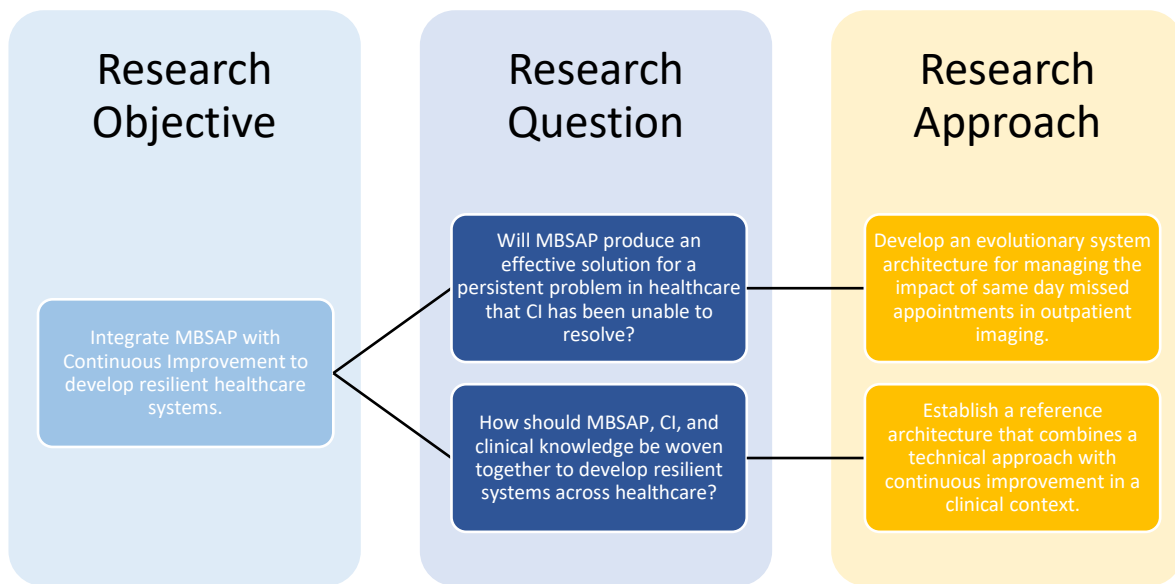 Research
Objective
Integrate MBSAP with
Continuous Improvement to
develop resilient healthcare
systems.
Research
Question
Will MBSAP produce an
effective solution for a
persistent problem in healthcare
that CI has been unable to
resolve?
How should MBSAP, CI, and
clinical knowledge be woven
together to develop resilient
systems across healthcare?
Research
Approach
Develop an evolutionary system
architecture for managing the
impact of same day missed
appointments in outpatient
imaging.
Establish a reference
architecture that combines a
technical approach with
continuous improvement in a
clinical context.